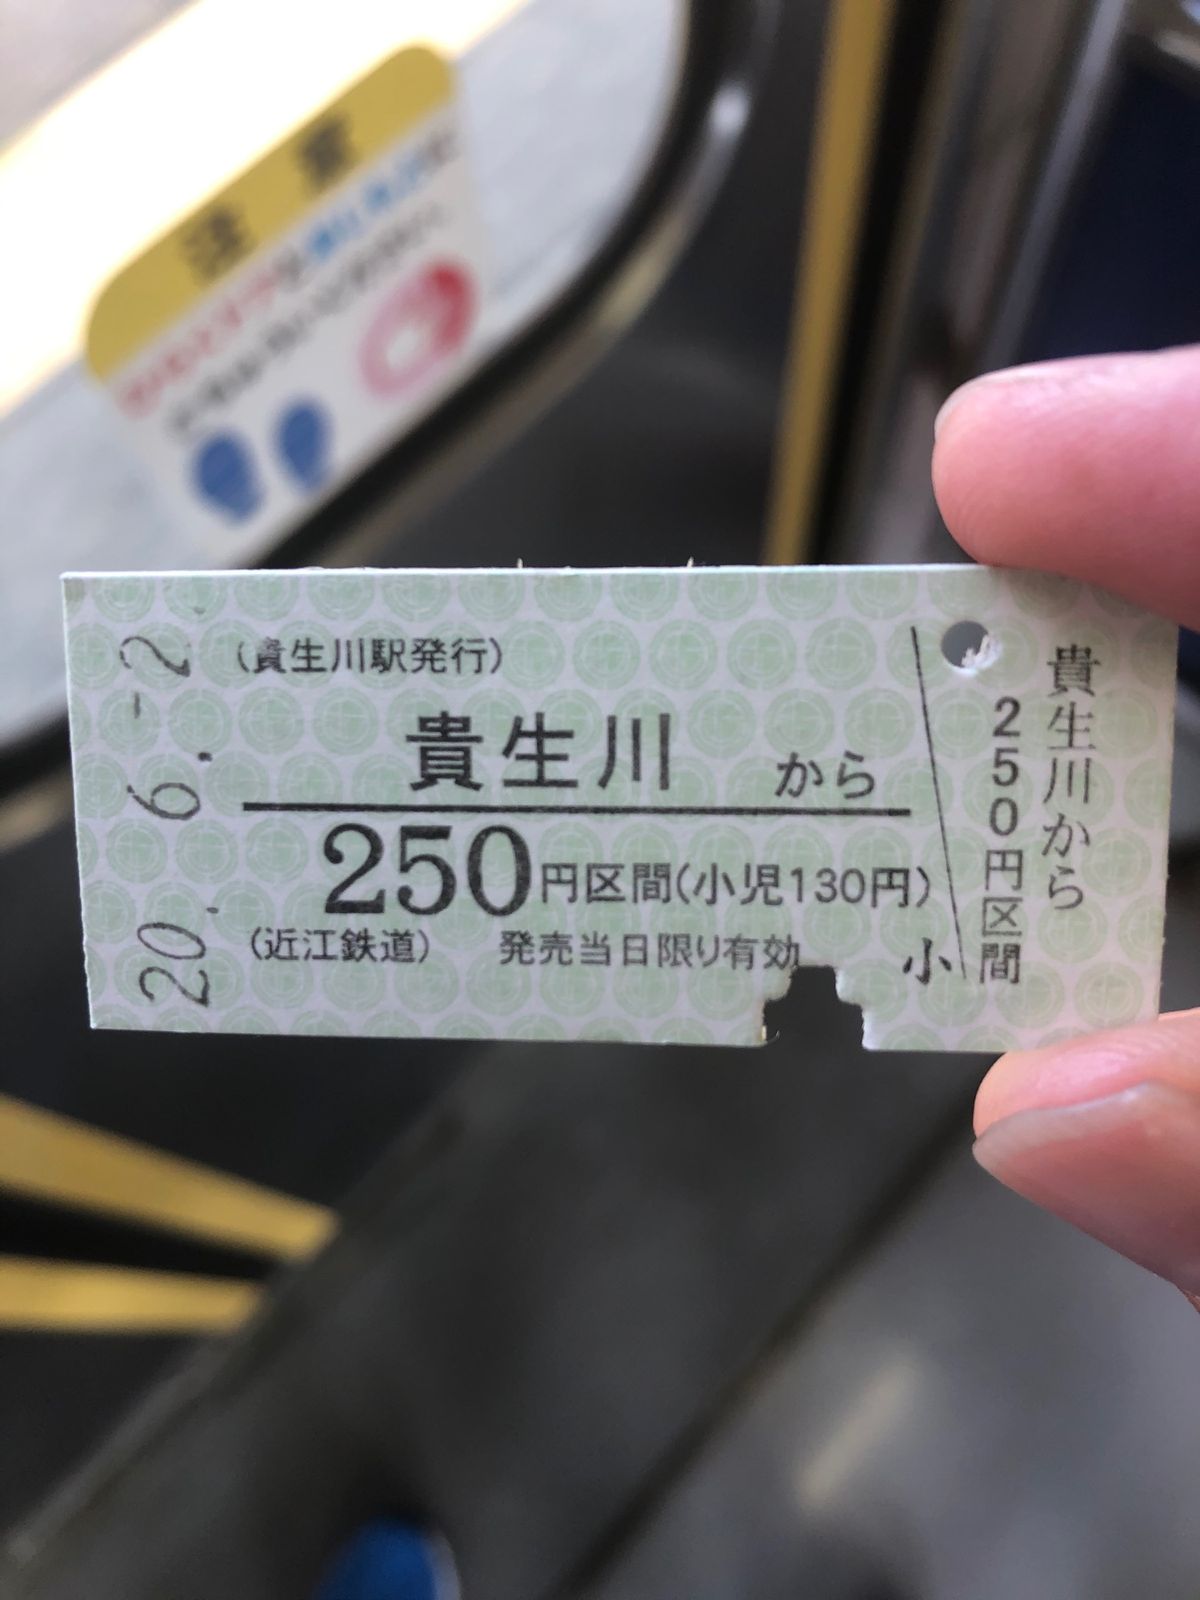 注意
20. 6. -2
(貴生川駅発行)
貴生川 から
250円区間(小児130円)
(近江鉄道) 発売当日限り有効
小
貴生川から
250円区間